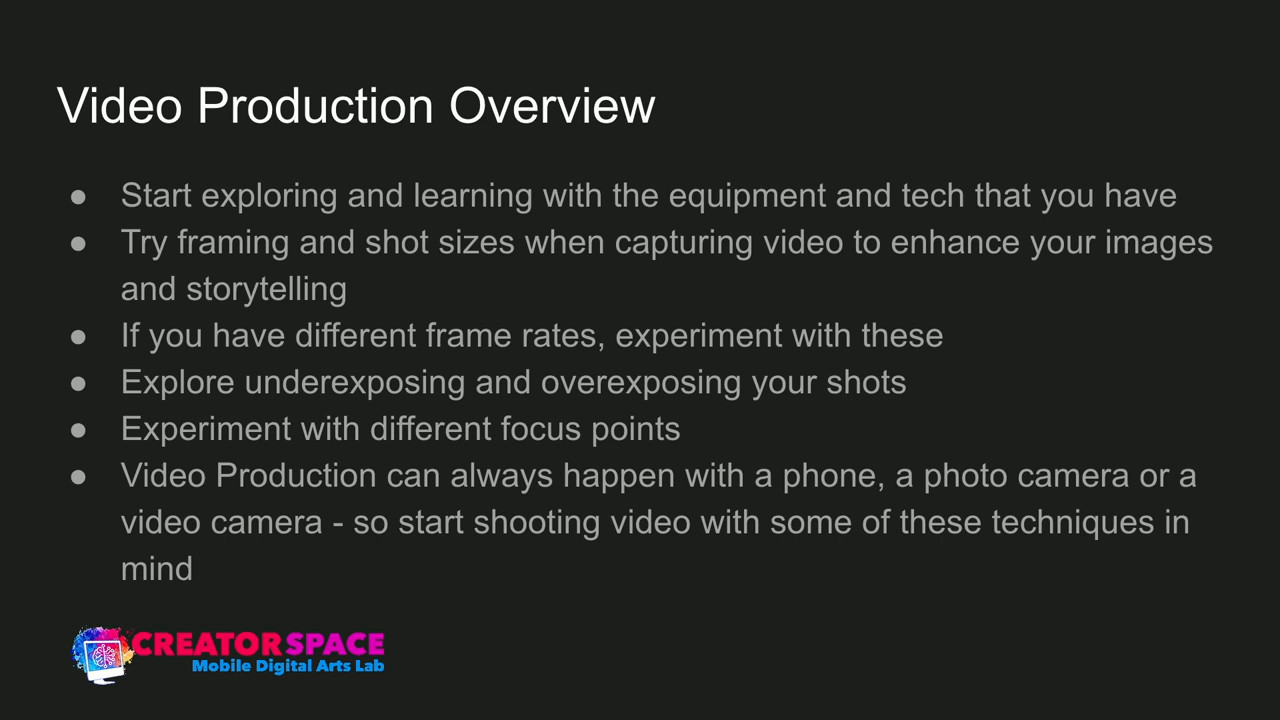 Video Production Overview
● Start exploring and learning with the equipment and tech that you have
● Try framing and shot sizes when capturing video to enhance your images
and storytelling
● If you have different frame rates, experiment with these
● Explore underexposing and overexposing your shots
● Experiment with different focus points
● Video Production can always happen with a phone, a photo camera or a
video camera - so start shooting video with some of these techniques in
mind
CREATORSPACE
Mobile Digital Arts Lab